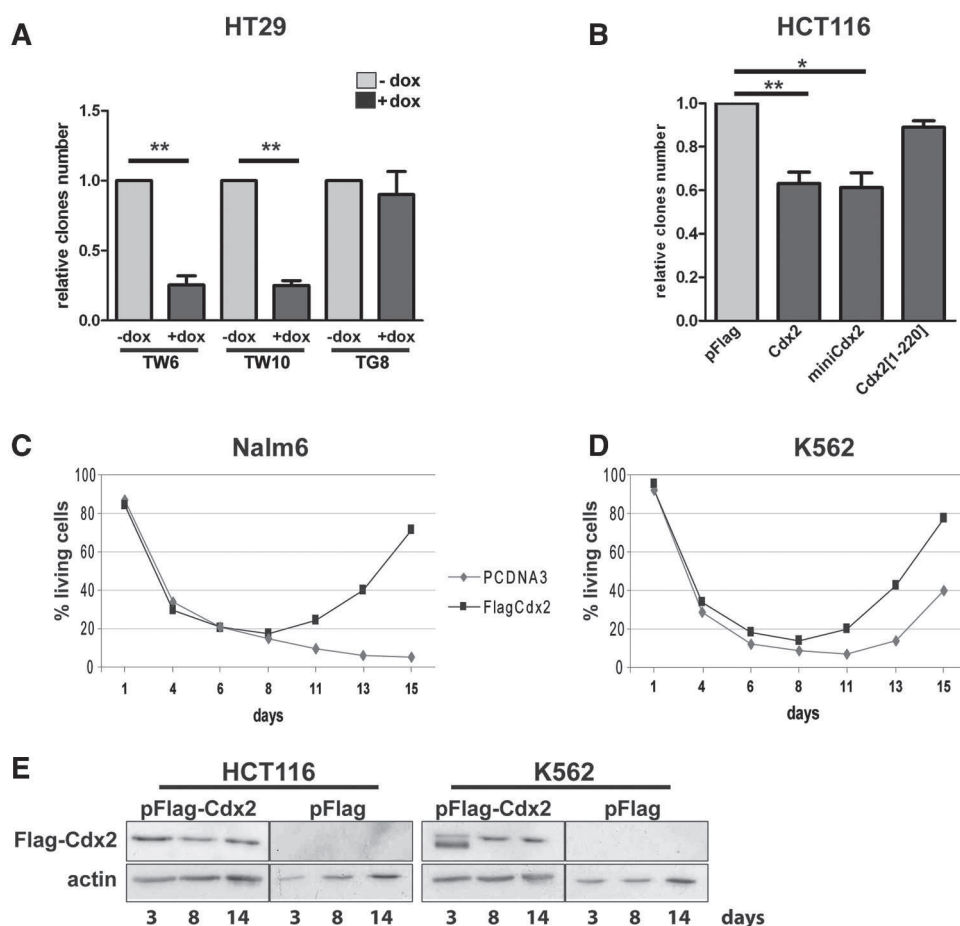 A
HT29
- dox
+ dox
relative clones number
1.5
1.0
0.5
0.0
**
**
-dox +dox -dox +dox -dox +dox
TW6 TW10 TG8
B
HCT116
relative clones number
1.0
0.8
0.6
0.4
0.2
0.0
*
**
pFlag
Cdx2
miniCdx2
Cdx2[1-220]
C
Nalm6
% living cells
100
80
60
40
20
0
1 4 6 8 11 13 15
days
PCDNA3
FlagCdx2
D
K562
% living cells
100
80
60
40
20
0
1 4 6 8 11 13 15
days
E
HCT116 K562
pFlag-Cdx2 pFlag pFlag-Cdx2 pFlag
Flag-Cdx2
actin
3 8 14 3 8 14 3 8 14 3 8 14 days